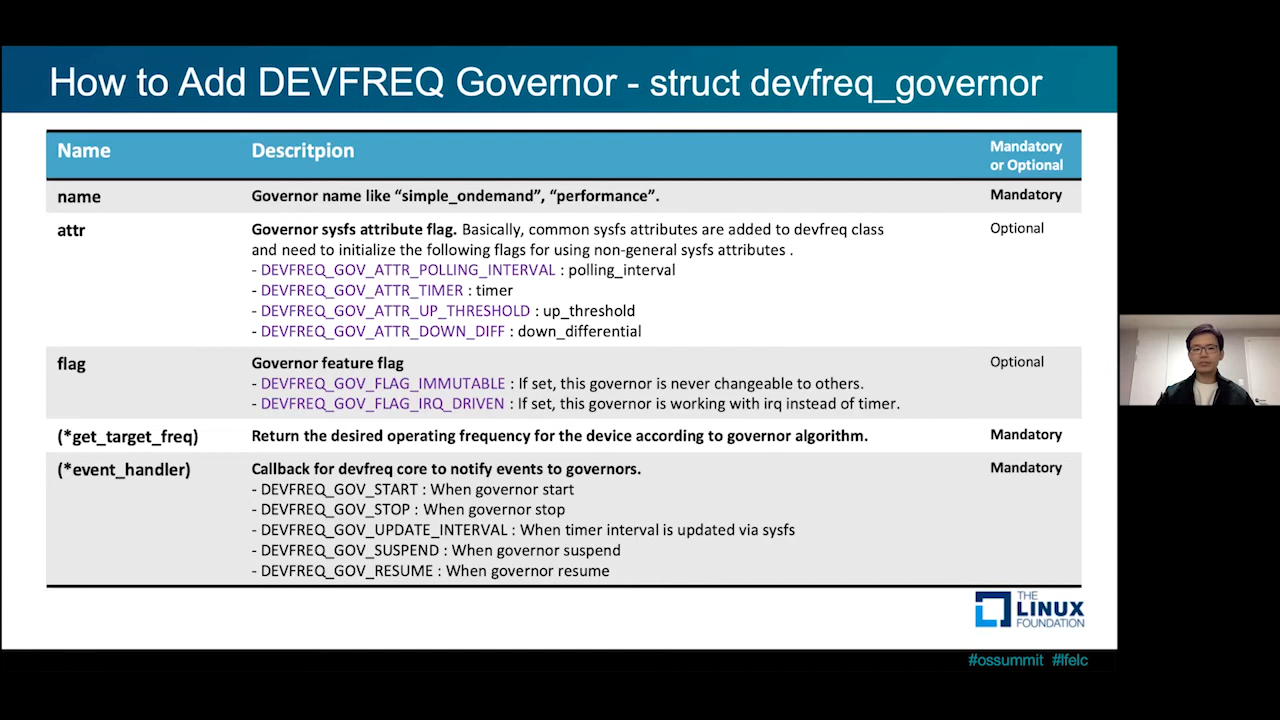 How to Add DEVFREQ Governor - struct devfreq_governor
Name
Descritpion
Mandatory
or Optional
name
Governor name like “simple_ondemand”, “performance”.
Mandatory
attr
Governor sysfs attribute flag. Basically, common sysfs attributes are added to devfreq class
Optional
and need to initialize the following flags for using non-general sysfs attributes .
- DEVFREQ_GOV_ATTR_POLLING_INTERVAL : polling_interval
- DEVFREQ_GOV_ATTR_TIMER : timer
- DEVFREQ_GOV_ATTR_UP_THRESHOLD : up_threshold
- DEVFREQ_GOV_ATTR_DOWN_DIFF : down_differential
flag
Governor feature flag
Optional
- DEVFREQ_GOV_FLAG_IMMUTABLE : If set, this governor is never changeable to others.
- DEVFREQ_GOV_FLAG_IRQ_DRIVEN : If set, this governor is working with irq instead of timer.
(*get_target_freq)
Return the desired operating frequency for the device according to governor algorithm.
Mandatory
(*event_handler)
Callback for devfreq core to notify events to governors.
Mandatory
- DEVFREQ_GOV_START : When governor start
- DEVFREQ_GOV_STOP : When governor stop
- DEVFREQ_GOV_UPDATE_INTERVAL : When timer interval is updated via sysfs
- DEVFREQ_GOV_SUSPEND : When governor suspend
- DEVFREQ_GOV_RESUME : When governor resume
THE
LINUX
FOUNDATION
#ossummit #lfelc